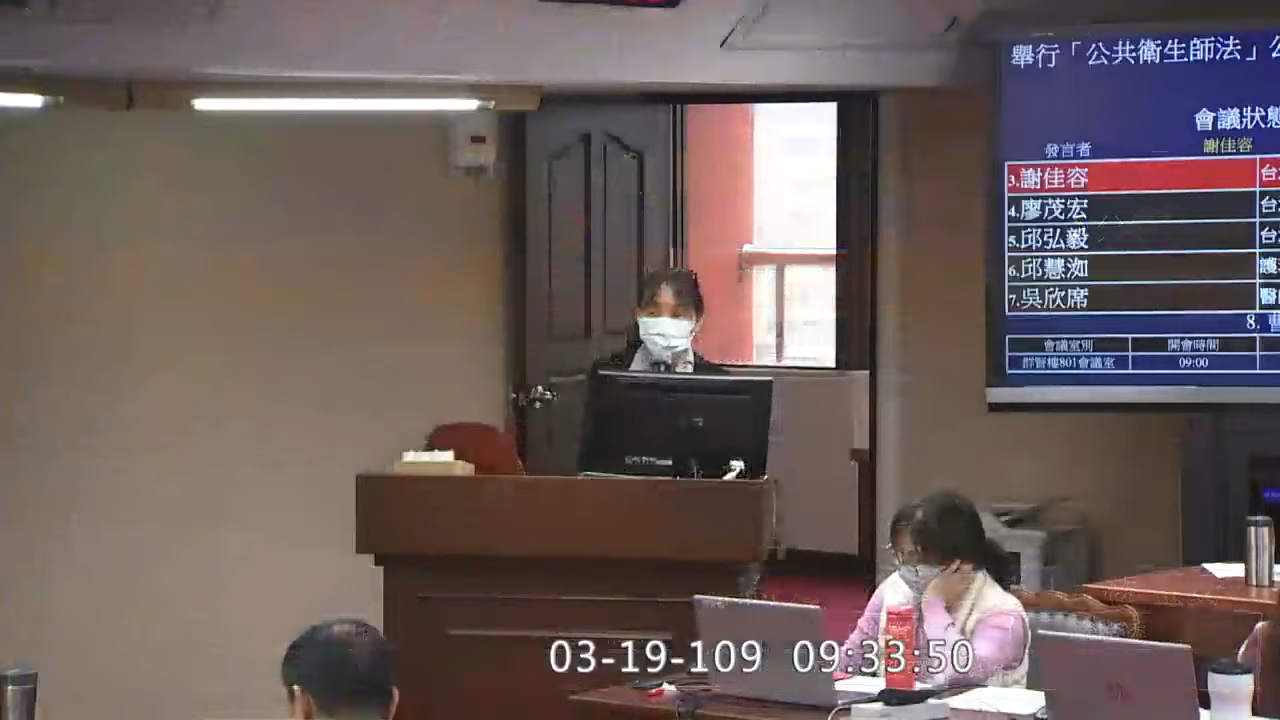 舉行「公共衛生師法」公
會議狀態
發言者 謝佳容
3.謝佳容 台
4.廖茂宏 台
5.邱弘毅 台
6.邱慧洳 護
7.吳欣席 醫
8.
會議室別 開會時間
群賢樓801會議室 09:00
03-19-109 09:33:50